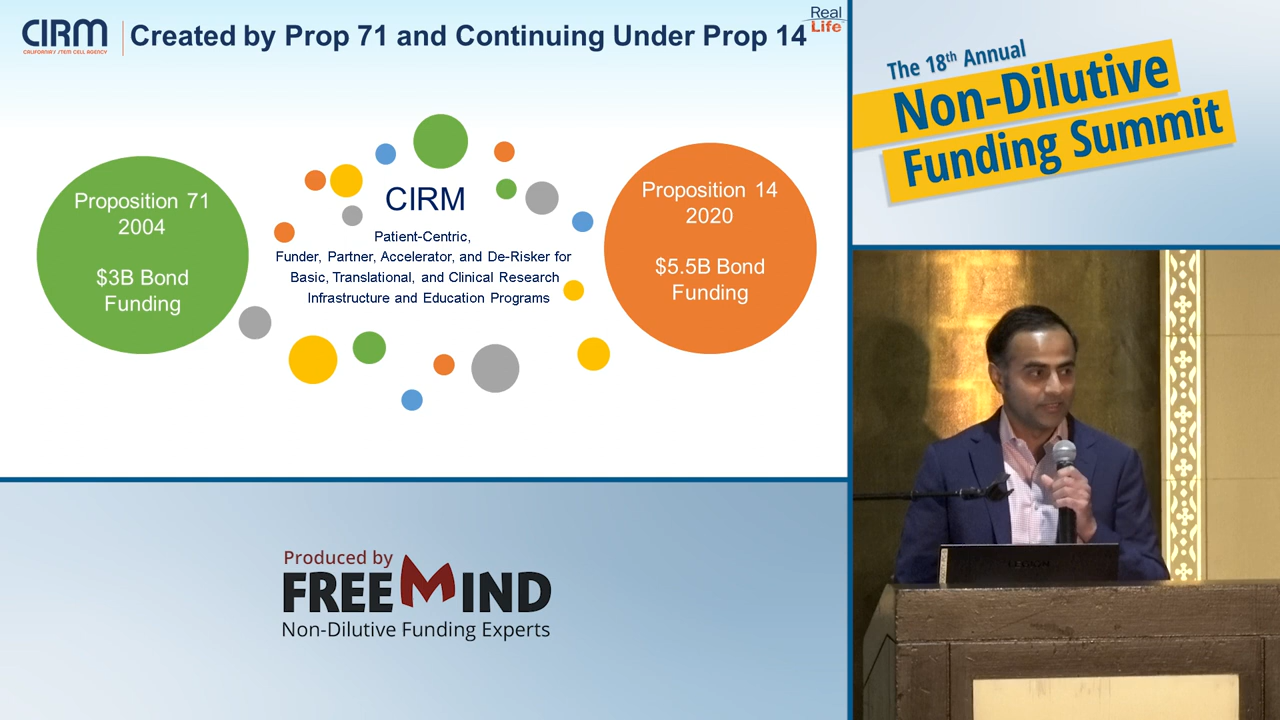 CIRM
CALIFORNIA'S STEM CELL AGENCY
Created by Prop 71 and Continuing Under Prop 14
Real
Life
Proposition 71
2004
$3B Bond
Funding
CIRM
Patient-Centric,
Funder, Partner, Accelerator, and De-Risker for
Basic, Translational, and Clinical Research
Infrastructure and Education Programs
Proposition 14
2020
$5.5B Bond
Funding
The 18th Annual
Non-Dilutive
Funding Summit
Produced by
FREEMIND
Non-Dilutive Funding Experts